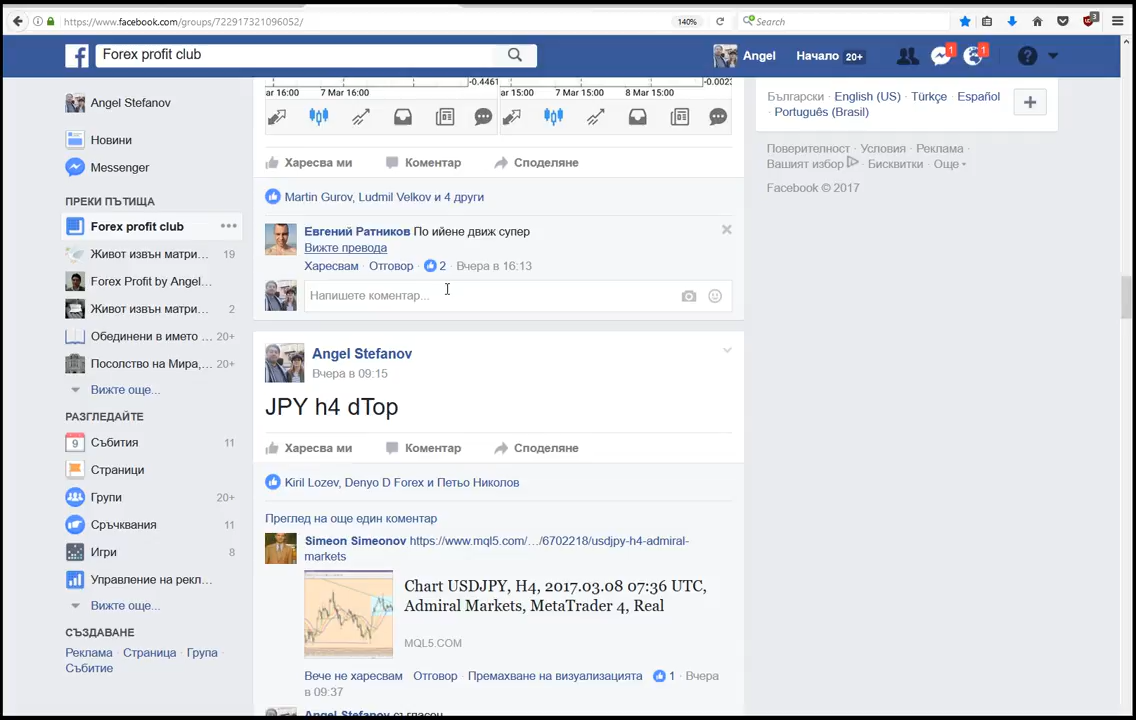 https://www.facebook.com/groups/722917321096052/
140%
Search
3
Forex profit club
Angel
Начало 20+
1
1
Angel Stefanov
Новини
Messenger
ПРЕКИ ПЪТИЩА
Forex profit club
Живот извън матри... 19
Forex Profit by Angel...
Живот извън матри... 2
Обединени в името ... 20+
Посолство на Мира,... 20+
Вижте още...
РАЗГЛЕДАЙТЕ
9 Събития 11
Страници
Групи 20+
Сръчквания 11
Игри 8
Управление на рекл...
Вижте още...
СЪЗДАВАНЕ
Реклама · Страница · Група ·
Събитие
-0.4461
ar 16:00 7 Mar 16:00
ar 15:00 7 Mar 15:00 8 Mar 15:00
Харесва ми Коментар Споделяне
Martin Gurov, Ludmil Velkov и 4 други
Евгений Ратников По ийене движ супер
Вижте превода
Харесвам · Отговор · 2 · Вчера в 16:13
Напишете коментар...
Angel Stefanov
Вчера в 09:15
JPY h4 dTop
Харесва ми Коментар Споделяне
Kiril Lozev, Denyo D Forex и Петьо Николов
Преглед на още един коментар
Simeon Simeonov https://www.mql5.com/.../6702218/usdjpy-h4-admiral-
markets
Chart USDJPY, H4, 2017.03.08 07:36 UTC,
Admiral Markets, MetaTrader 4, Real
MQL5.COM
Вече не харесвам · Отговор · Премахване на визуализацията · 1 · Вчера
в 09:37
Angel Stefanov съгласен
Български · English (US) · Türkçe · Español
· Português (Brasil)
Поверителност · Условия · Реклама ·
Вашият избор · Бисквитки · Още
Facebook © 2017